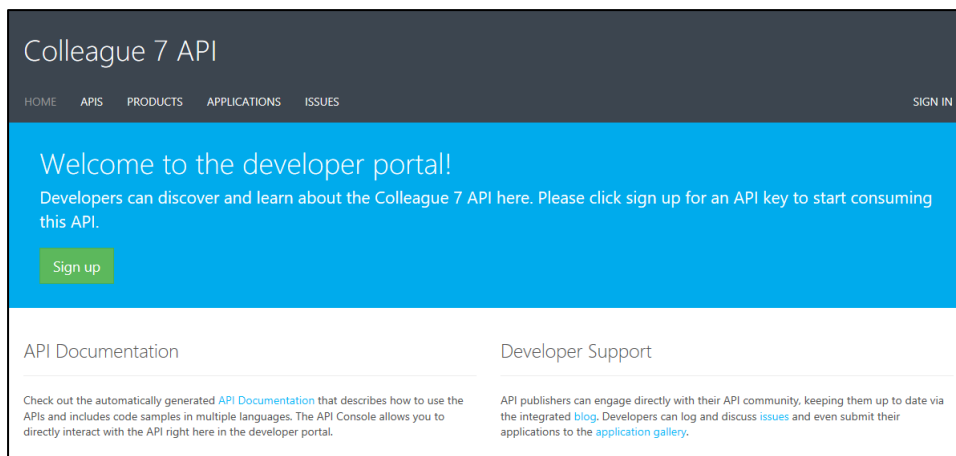 Colleague 7 API
HOME APIS PRODUCTS APPLICATIONS ISSUES SIGN IN
Welcome to the developer portal!
Developers can discover and learn about the Colleague 7 API here. Please click sign up for an API key to start consuming
this API.
Sign up
API Documentation
Check out the automatically generated API Documentation that describes how to use the
APIs and includes code samples in multiple languages. The API Console allows you to
directly interact with the API right here in the developer portal.
Developer Support
API publishers can engage directly with their API community, keeping them up to date via
the integrated blog. Developers can log and discuss issues and even submit their
applications to the application gallery.